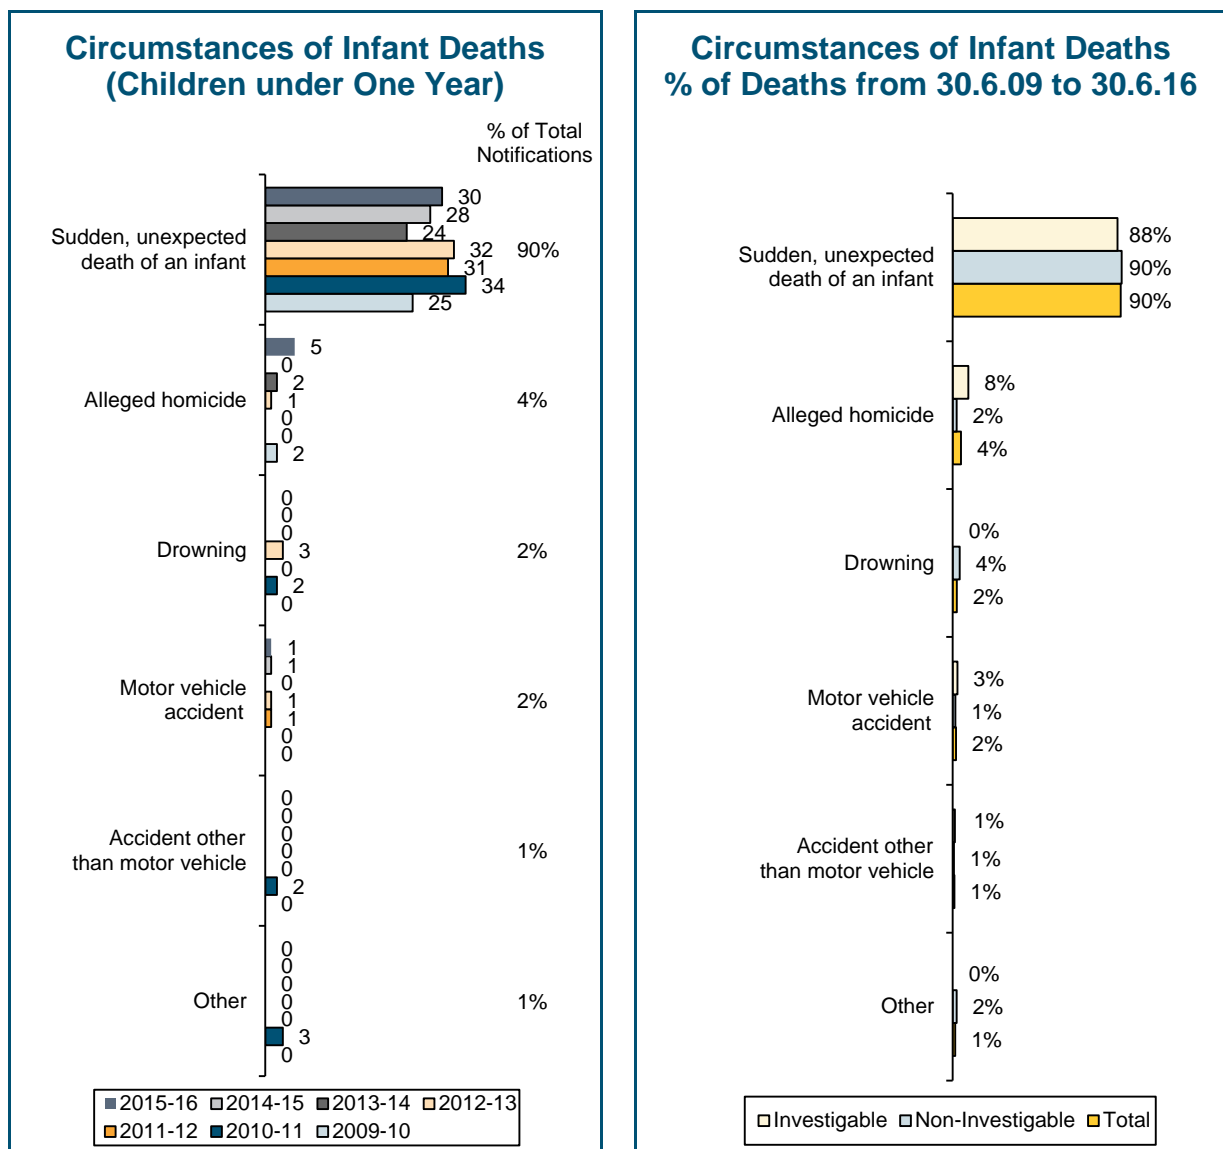 Circumstances of Infant Deaths
(Children under One Year)
% of Total
Notifications
Sudden, unexpected
death of an infant
30
28
24
32
31
34
25
90%
Alleged homicide
5
0
2
1
0
0
2
4%
Drowning
0
0
0
3
0
2
0
2%
Motor vehicle
accident
1
1
0
1
1
0
0
2%
Accident other
than motor vehicle
0
0
0
0
0
2
0
1%
Other
0
0
0
0
0
3
0
1%
2015-16 2014-15 2013-14 2012-13
2011-12 2010-11 2009-10
Circumstances of Infant Deaths
% of Deaths from 30.6.09 to 30.6.16
Sudden, unexpected
death of an infant
88%
90%
90%
Alleged homicide
8%
2%
4%
Drowning
0%
4%
2%
Motor vehicle
accident
3%
1%
2%
Accident other
than motor vehicle
1%
1%
1%
Other
0%
2%
1%
Investigable Non-Investigable Total